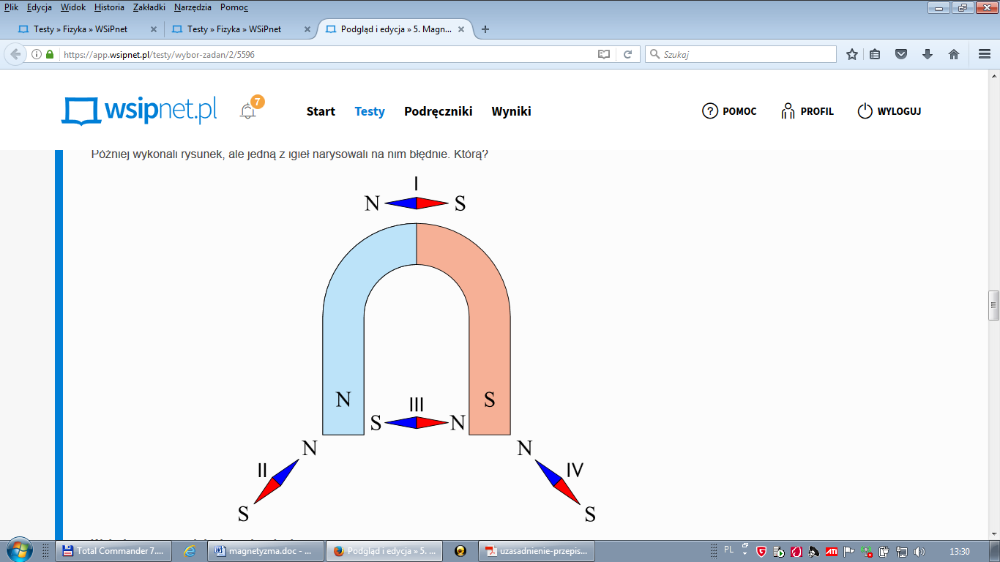 Plik Edycja Widok Historia Zakładki Narzędzia Pomoc
Testy » Fizyka » WSiPnet
Testy » Fizyka » WSiPnet
Podgląd i edycja » 5. Magn...
https://app.wsipnet.pl/testy/wybor-zadan/2/5596
Szukaj
wsipnet.pl
7
Start Testy Podręczniki Wyniki
POMOC PROFIL WYLOGUJ
Później wykonali rysunek, ale jedną z igieł narysowali na nim błędnie. Którą?
I
N S
N S
III
S N
N N
II IV
S S
PL
Total Commander 7....
magnetyzma.doc - ...
Podgląd i edycja » 5. ...
uzasadnienie-przepis...
ATI
13:30